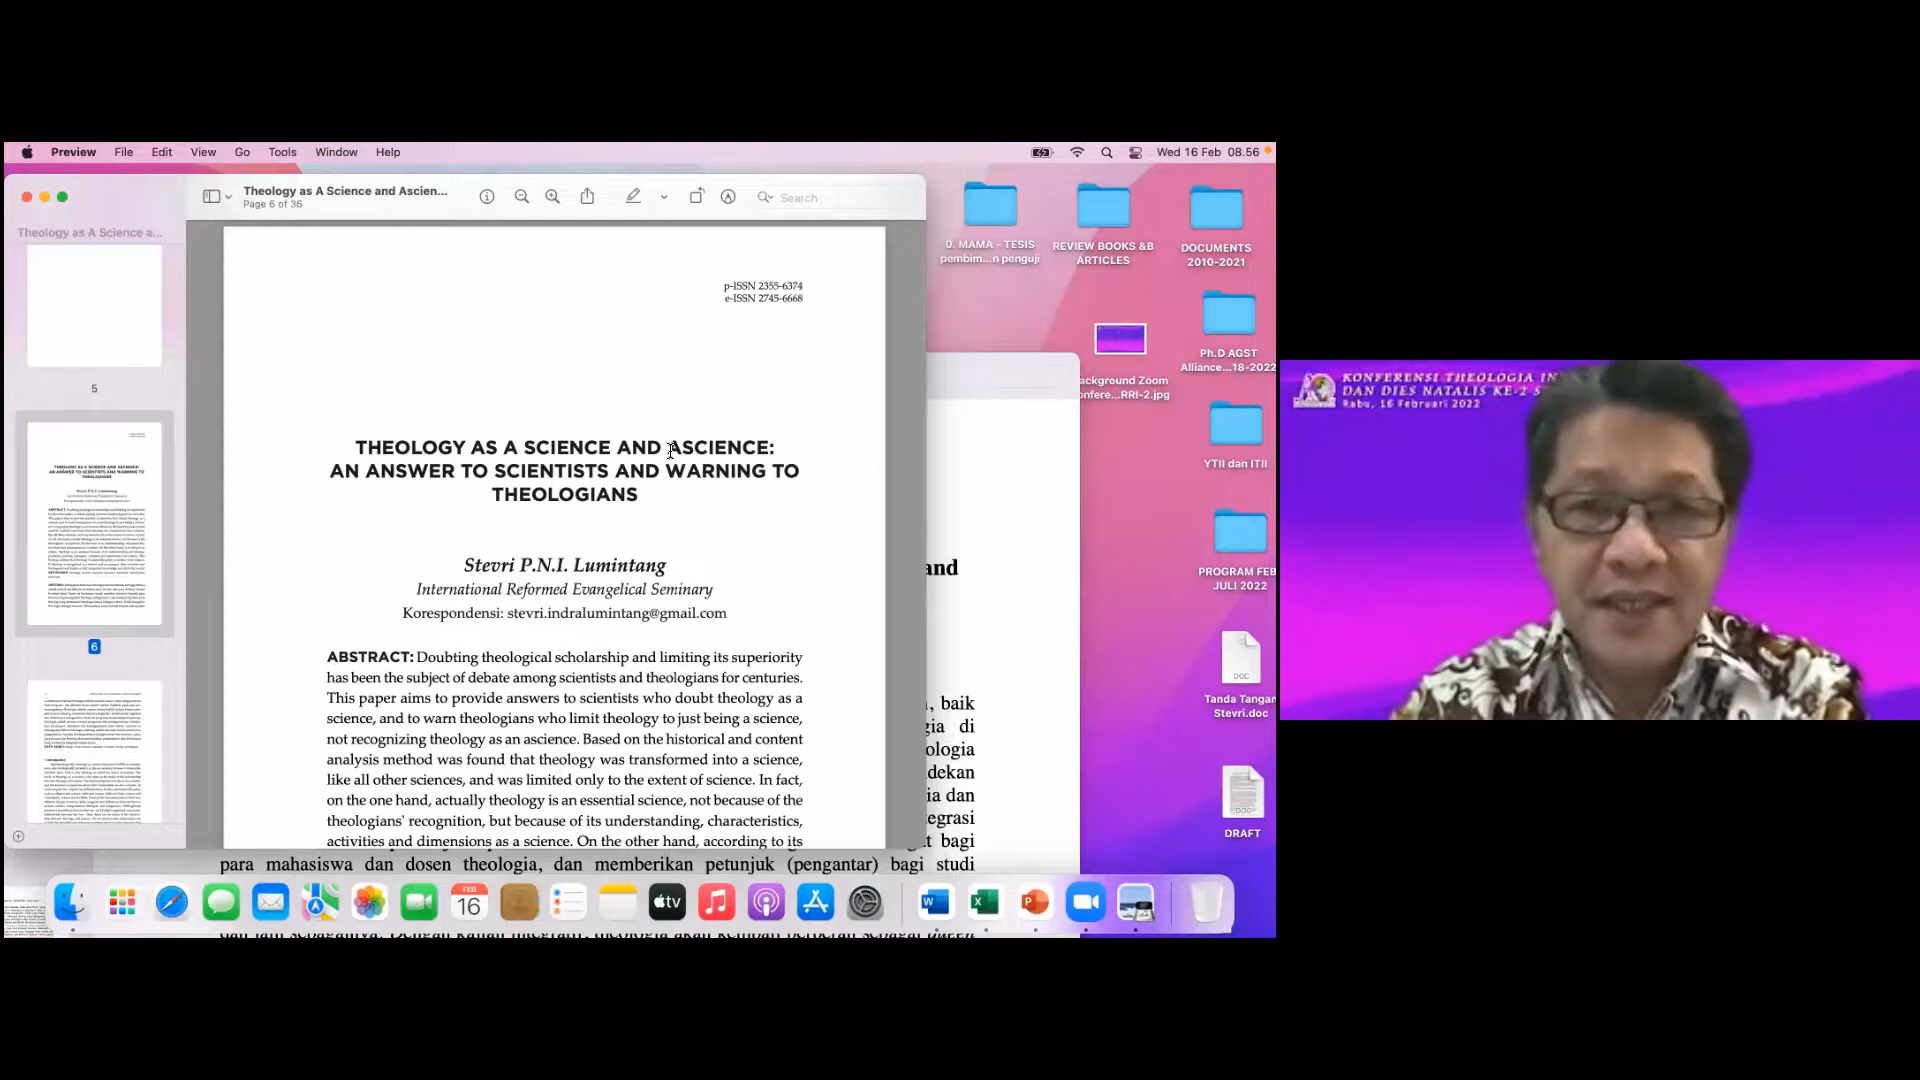 Preview File Edit View Go Tools Window Help
Wed 16 Feb 08.56
Theology as A Science and Ascien...
Page 6 of 36
Search
Theology as A Science a...
5
6
p-ISSN 2355-6374
e-ISSN 2745-6668
THEOLOGY AS A SCIENCE AND ASCIENCE:
AN ANSWER TO SCIENTISTS AND WARNING TO
THEOLOGIANS
Stevri P.N.I. Lumintang
International Reformed Evangelical Seminary
Korespondensi: stevri.indralumintang@gmail.com
ABSTRACT: Doubting theological scholarship and limiting its superiority
has been the subject of debate among scientists and theologians for centuries.
This paper aims to provide answers to scientists who doubt theology as a
science, and to warn theologians who limit theology to just being a science,
not recognizing theology as an ascience. Based on the historical and content
analysis method was found that theology was transformed into a science,
like all other sciences, and was limited only to the extent of science. In fact,
on the one hand, actually theology is an essential science, not because of the
theologians' recognition, but because of its understanding, characteristics,
activities and dimensions as a science. On the other hand, according to its
and
, baik
gia di
ologia
dekan
ia dan
tegrasi
bagi
para mahasiswa dan dosen theologia, dan memberikan petunjuk (pengantar) bagi studi
0. MAMA - TESIS
pembim...n penguji
REVIEW BOOKS &B
ARTICLES
DOCUMENTS
2010-2021
ackground Zoom
onfere...RRI-2.jpg
Ph.D AGST
Alliance...18-2022
YTII dan ITII
PROGRAM FEB
JULI 2022
DOC
Tanda Tangan
Stevri.doc
DOC
DRAFT
FEB
16
tv
W
X
P
KONFERENSI THEOLOGIA IN
DAN DIES NATALIS KE-2 S
Rabu, 16 Februari 2022